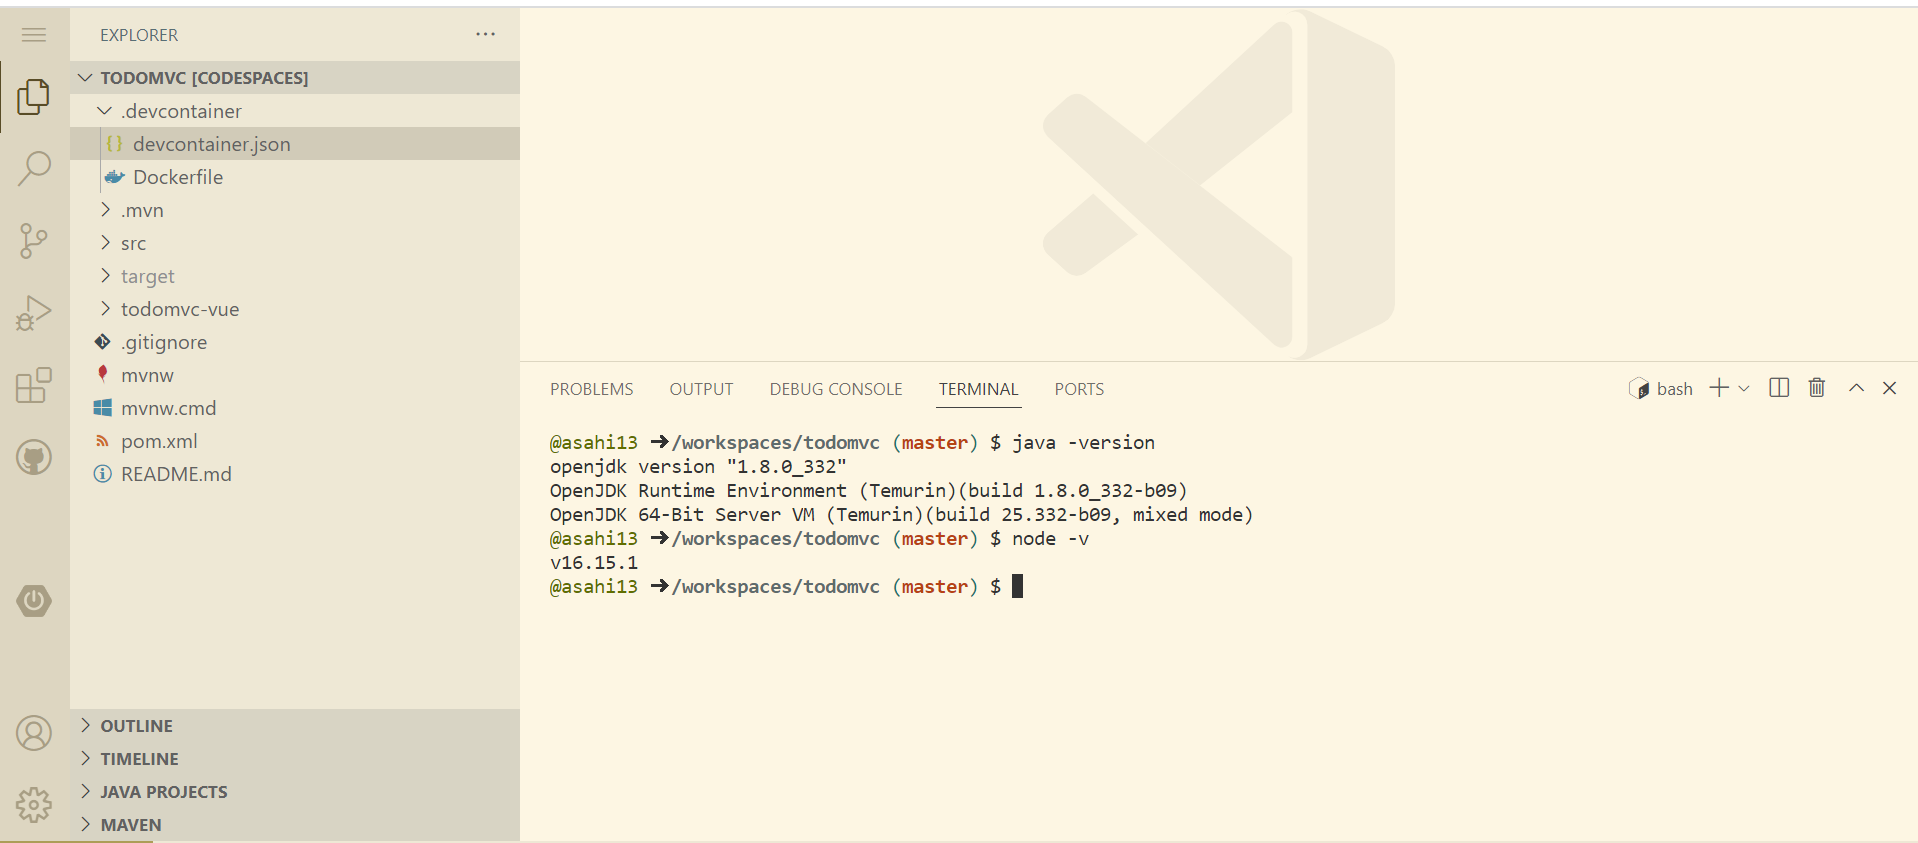 EXPLORER
TODOMVC [CODESPACES]
.devcontainer
{} devcontainer.json
Dockerfile
.mvn
src
target
todomvc-vue
.gitignore
mvnw
mvnw.cmd
pom.xml
README.md
OUTLINE
TIMELINE
JAVA PROJECTS
MAVEN
PROBLEMS OUTPUT DEBUG CONSOLE TERMINAL PORTS bash
@asahi13 ➜/workspaces/todomvc (master) $ java -version
openjdk version "1.8.0_332"
OpenJDK Runtime Environment (Temurin)(build 1.8.0_332-b09)
OpenJDK 64-Bit Server VM (Temurin)(build 25.332-b09, mixed mode)
@asahi13 ➜/workspaces/todomvc (master) $ node -v
v16.15.1
@asahi13 ➜/workspaces/todomvc (master) $